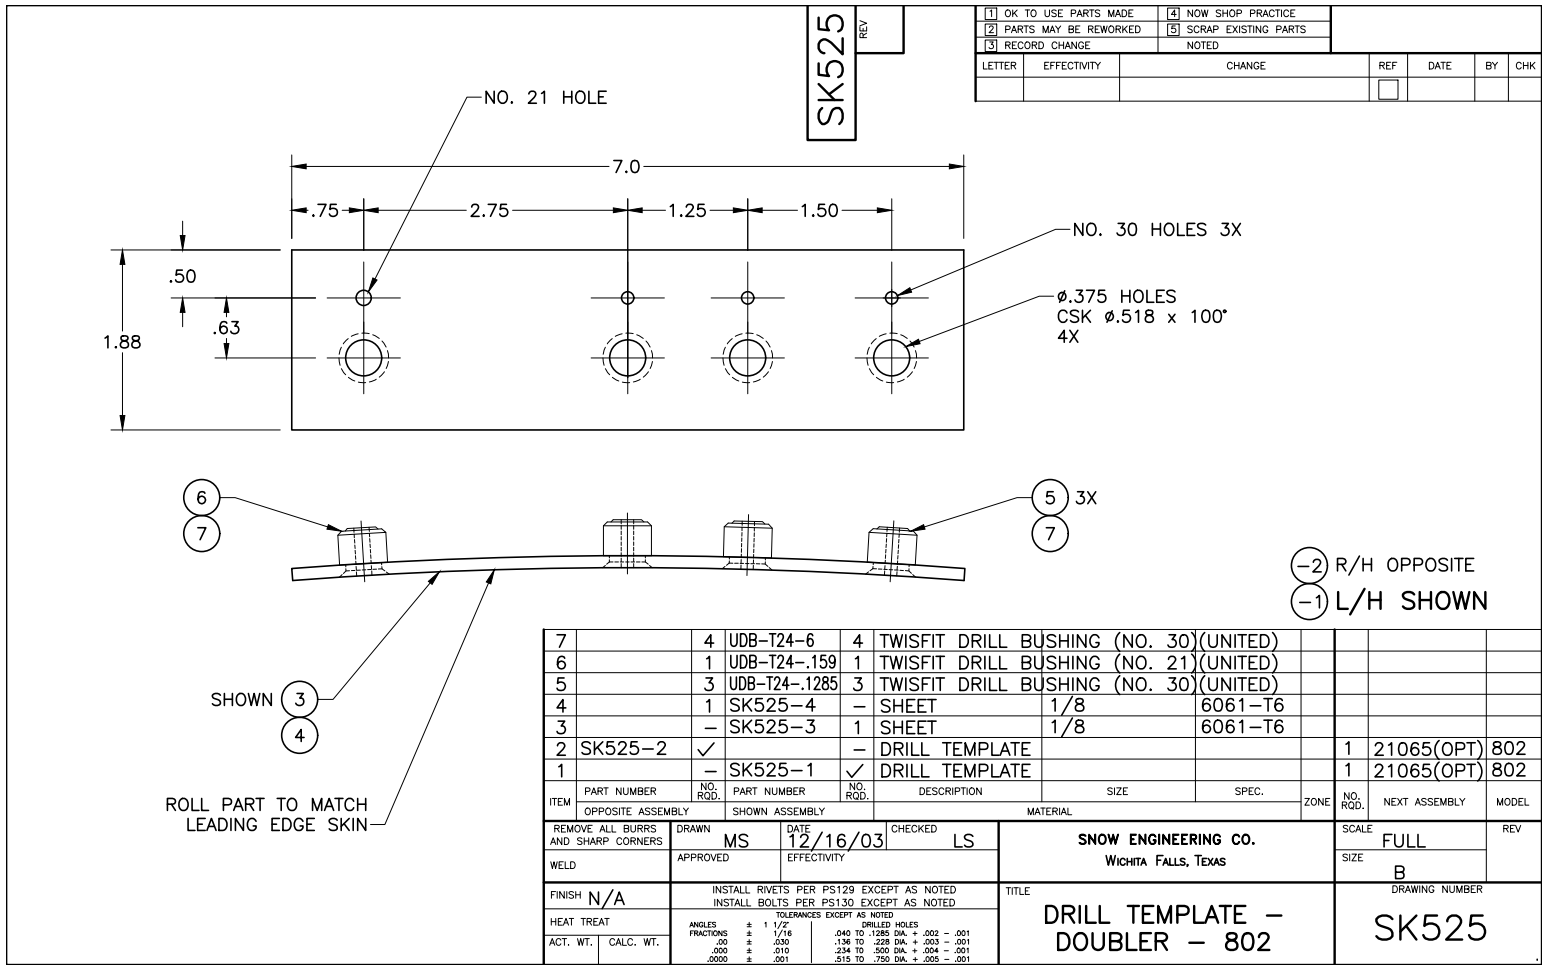 SK525
REV
1 OK TO USE PARTS MADE
4 NOW SHOP PRACTICE
2 PARTS MAY BE REWORKED
5 SCRAP EXISTING PARTS
3 RECORD CHANGE
NOTED
LETTER EFFECTIVITY CHANGE REF DATE BY CHK
NO. 21 HOLE
7.0
.75 2.75 1.25 1.50
NO. 30 HOLES 3X
.50
.63
1.88
ø.375 HOLES
CSK ø.518 x 100°
4X
6
7
5 3X
7
-2 R/H OPPOSITE
-1 L/H SHOWN
SHOWN 3
4
ROLL PART TO MATCH
LEADING EDGE SKIN
7 4 UDB-T24-6 4 TWISFIT DRILL BUSHING (NO. 30)(UNITED)
6 1 UDB-T24-.159 1 TWISFIT DRILL BUSHING (NO. 21)(UNITED)
5 3 UDB-T24-.1285 3 TWISFIT DRILL BUSHING (NO. 30)(UNITED)
4 1 SK525-4 - SHEET 1/8 6061-T6
3 - SK525-3 1 SHEET 1/8 6061-T6
2 SK525-2 ✓ - DRILL TEMPLATE 1 21065(OPT) 802
1 - SK525-1 ✓ DRILL TEMPLATE 1 21065(OPT) 802
ITEM PART NUMBER NO. RQD. PART NUMBER NO. RQD. DESCRIPTION SIZE SPEC. ZONE NO. RQD. NEXT ASSEMBLY MODEL
OPPOSITE ASSEMBLY SHOWN ASSEMBLY MATERIAL
REMOVE ALL BURRS
AND SHARP CORNERS
DRAWN MS
DATE 12/16/03
CHECKED LS
SNOW ENGINEERING CO.
WICHITA FALLS, TEXAS
SCALE FULL
REV
WELD
APPROVED
EFFECTIVITY
SIZE B
FINISH N/A
INSTALL RIVETS PER PS129 EXCEPT AS NOTED
INSTALL BOLTS PER PS130 EXCEPT AS NOTED
TITLE
DRILL TEMPLATE -
DOUBLER - 802
DRAWING NUMBER
SK525
HEAT TREAT
ACT. WT. CALC. WT.
TOLERANCES EXCEPT AS NOTED
ANGLES ± 1 1/2° DRILLED HOLES
FRACTIONS ± 1/16 .040 TO .1285 DIA. + .002 - .001
.00 ± .030 .136 TO .228 DIA. + .003 - .001
.000 ± .010 .234 TO .500 DIA. + .004 - .001
.0000 ± .001 .515 TO .750 DIA. + .005 - .001